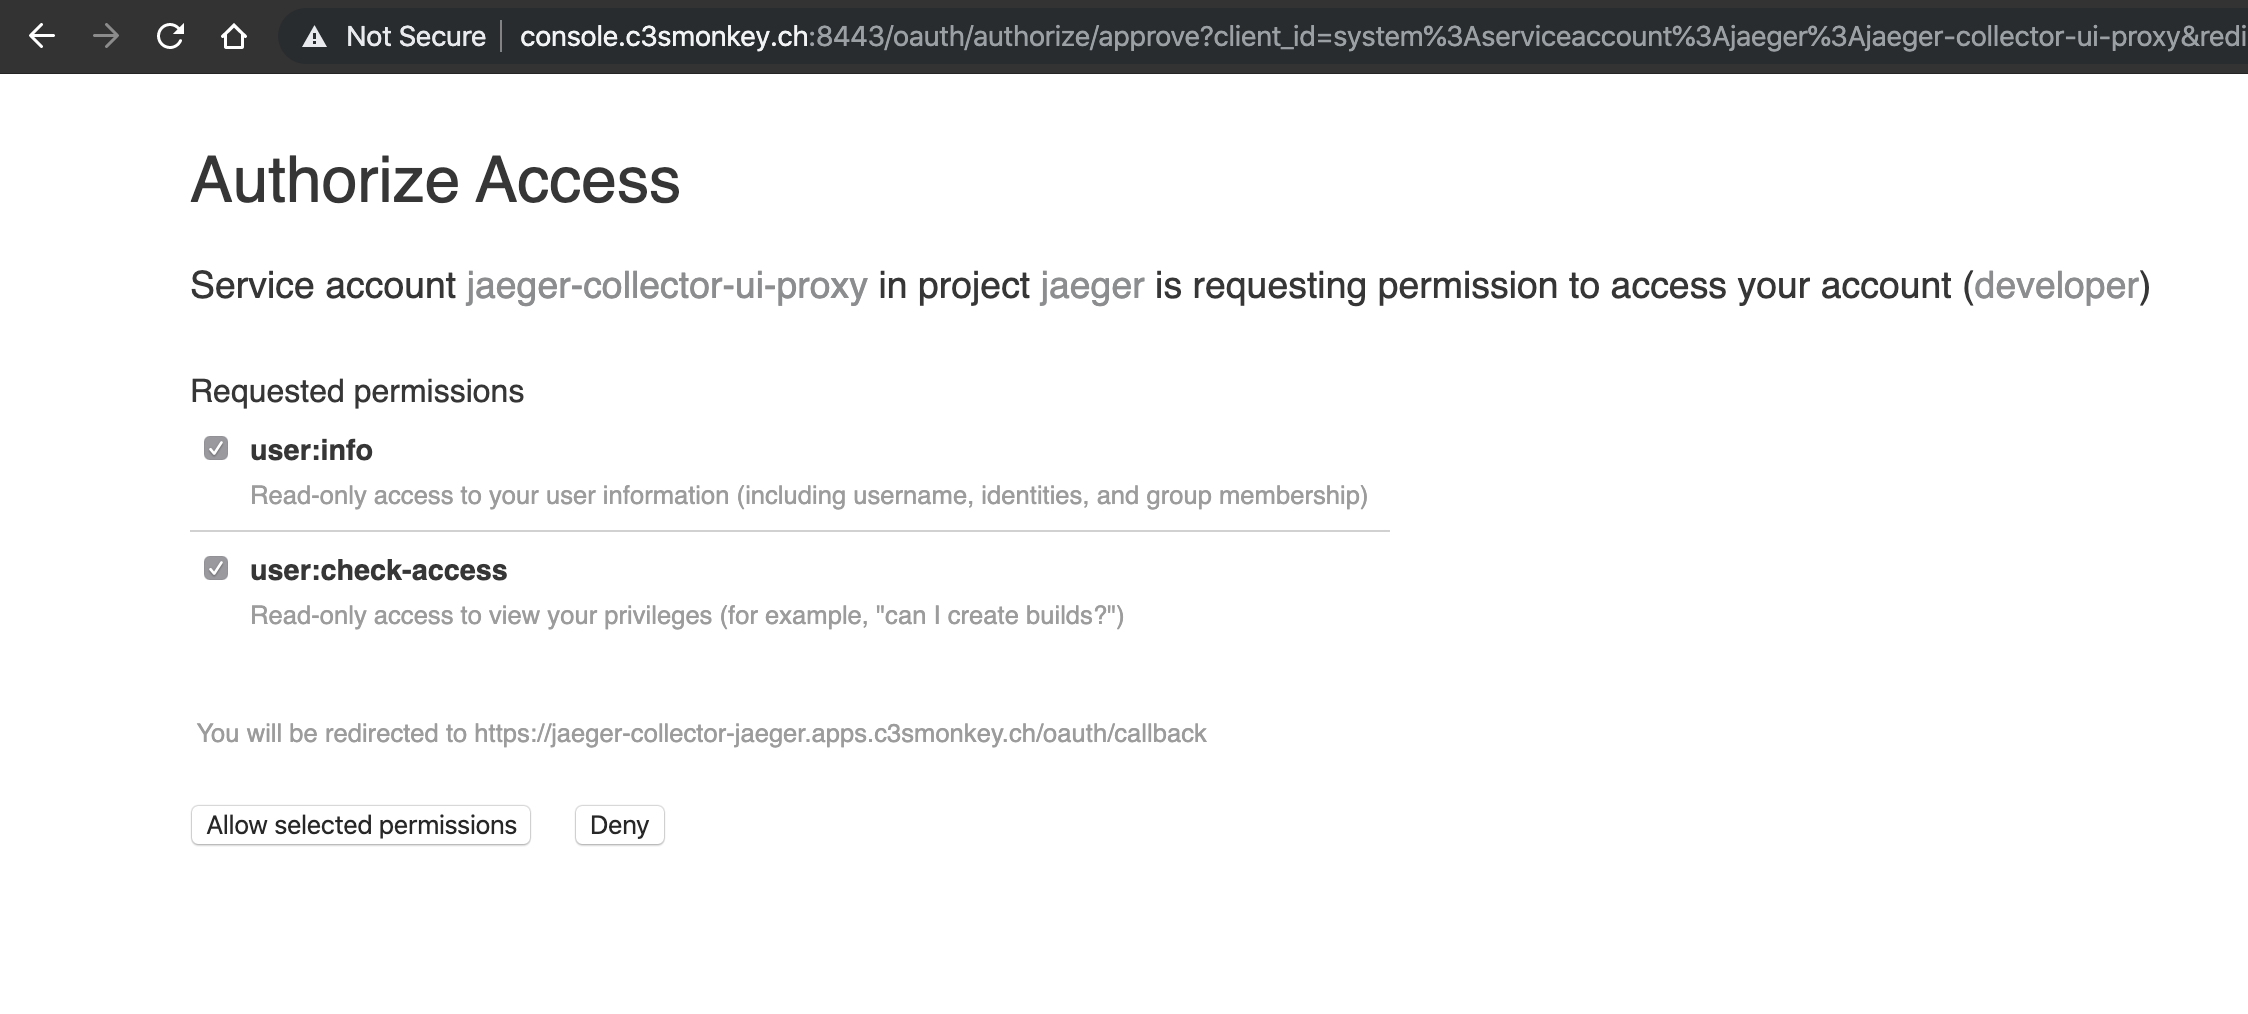 Not Secure console.c3smonkey.ch:8443/oauth/authorize/approve?client_id=system%3Aserviceaccount%3Ajaeger%3Ajaeger-collector-ui-proxy&redi
Authorize Access
Service account jaeger-collector-ui-proxy in project jaeger is requesting permission to access your account (developer)
Requested permissions
user:info
Read-only access to your user information (including username, identities, and group membership)
user:check-access
Read-only access to view your privileges (for example, "can I create builds?")
You will be redirected to https://jaeger-collector-jaeger.apps.c3smonkey.ch/oauth/callback
Allow selected permissions Deny